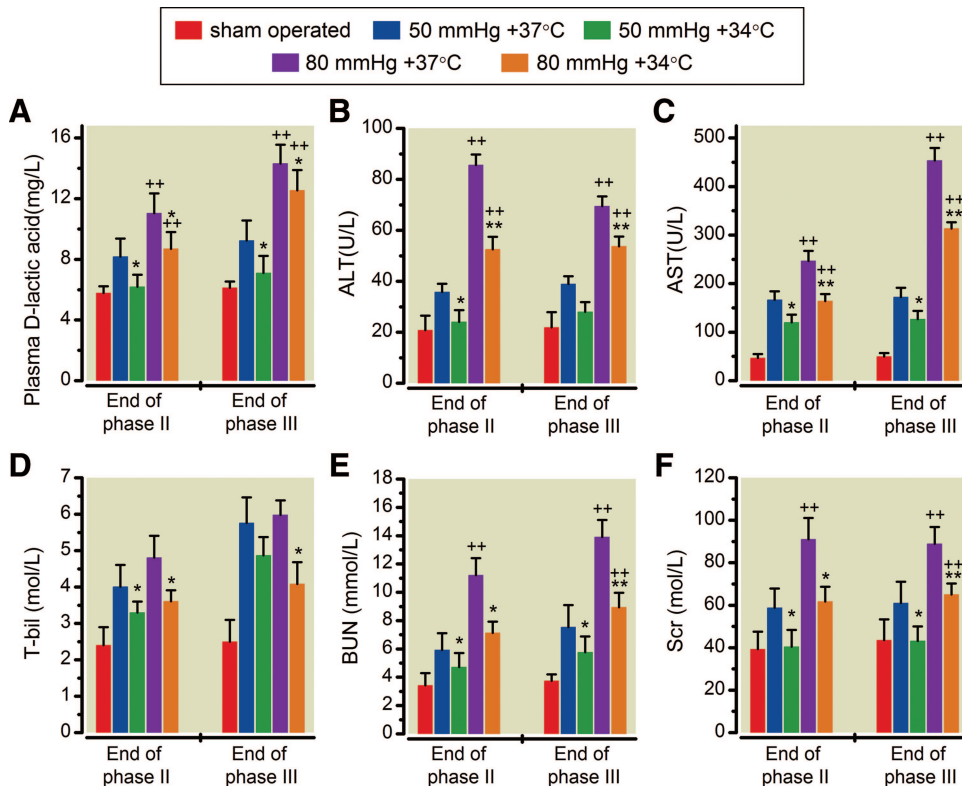 sham operated 50 mmHg +37°C 50 mmHg +34°C
80 mmHg +37°C 80 mmHg +34°C
A
Plasma D-lactic acid(mg/L)
16
12
8
4
0
++
*
++
*
++
*
++
*
End of
phase II
End of
phase III
B
ALT(U/L)
100
80
60
40
20
0
*
++
++
**
++
++
**
End of
phase II
End of
phase III
C
AST(U/L)
500
400
300
200
100
0
*
++
++
**
*
++
++
**
End of
phase II
End of
phase III
D
T-bil (mol/L)
7
6
5
4
3
2
1
0
*
*
*
End of
phase II
End of
phase III
E
BUN (mmol/L)
18
16
14
12
10
8
6
4
2
0
*
++
*
*
++
++
**
End of
phase II
End of
phase III
F
Scr (mol/L)
120
100
80
60
40
20
0
*
++
*
*
++
++
**
End of
phase II
End of
phase III